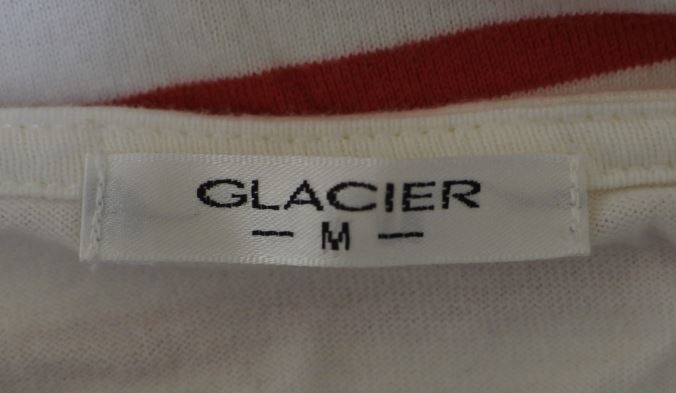 GLACIER
— M —